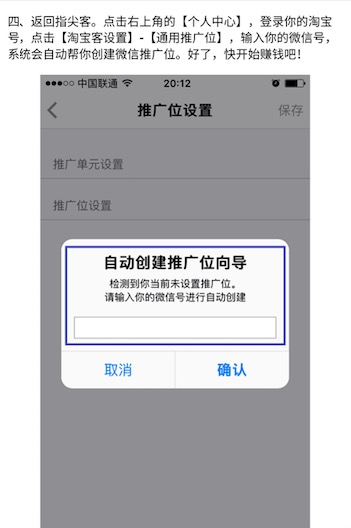 四、返回指尖客。点击右上角的【个人中心】，登录你的淘宝
号，点击【淘宝客设置】-【通用推广位】，输入你的微信号，
系统会自动帮你创建微信推广位。好了，快开始赚钱吧！
中国联通 20:12
推广位设置 保存
推广单元设置
推广位设置
自动创建推广位向导
检测到你当前未设置推广位。
请输入你的微信号进行自动创建
取消 确认